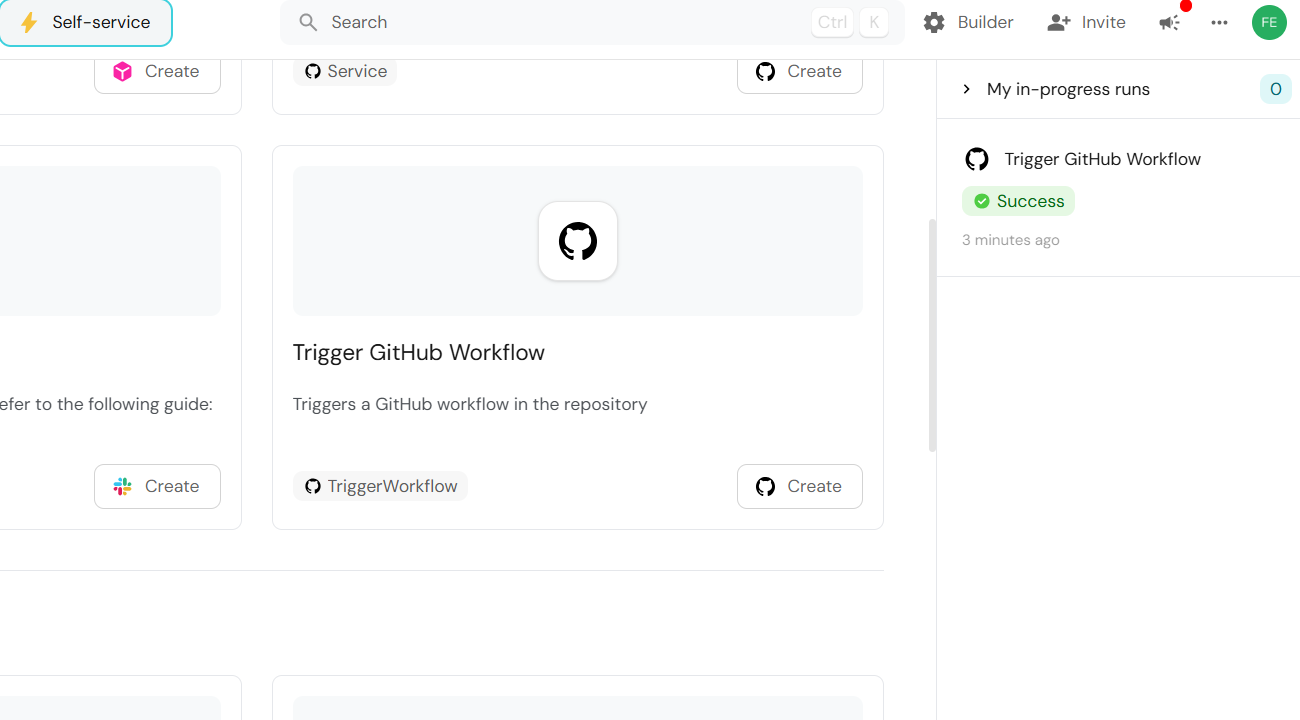 Self-service
Search
Ctrl K
Builder
Invite
FE
Create
Service
Create
My in-progress runs
0
Trigger GitHub Workflow
Success
3 minutes ago
Trigger GitHub Workflow
efer to the following guide:
Triggers a GitHub workflow in the repository
Create
TriggerWorkflow
Create